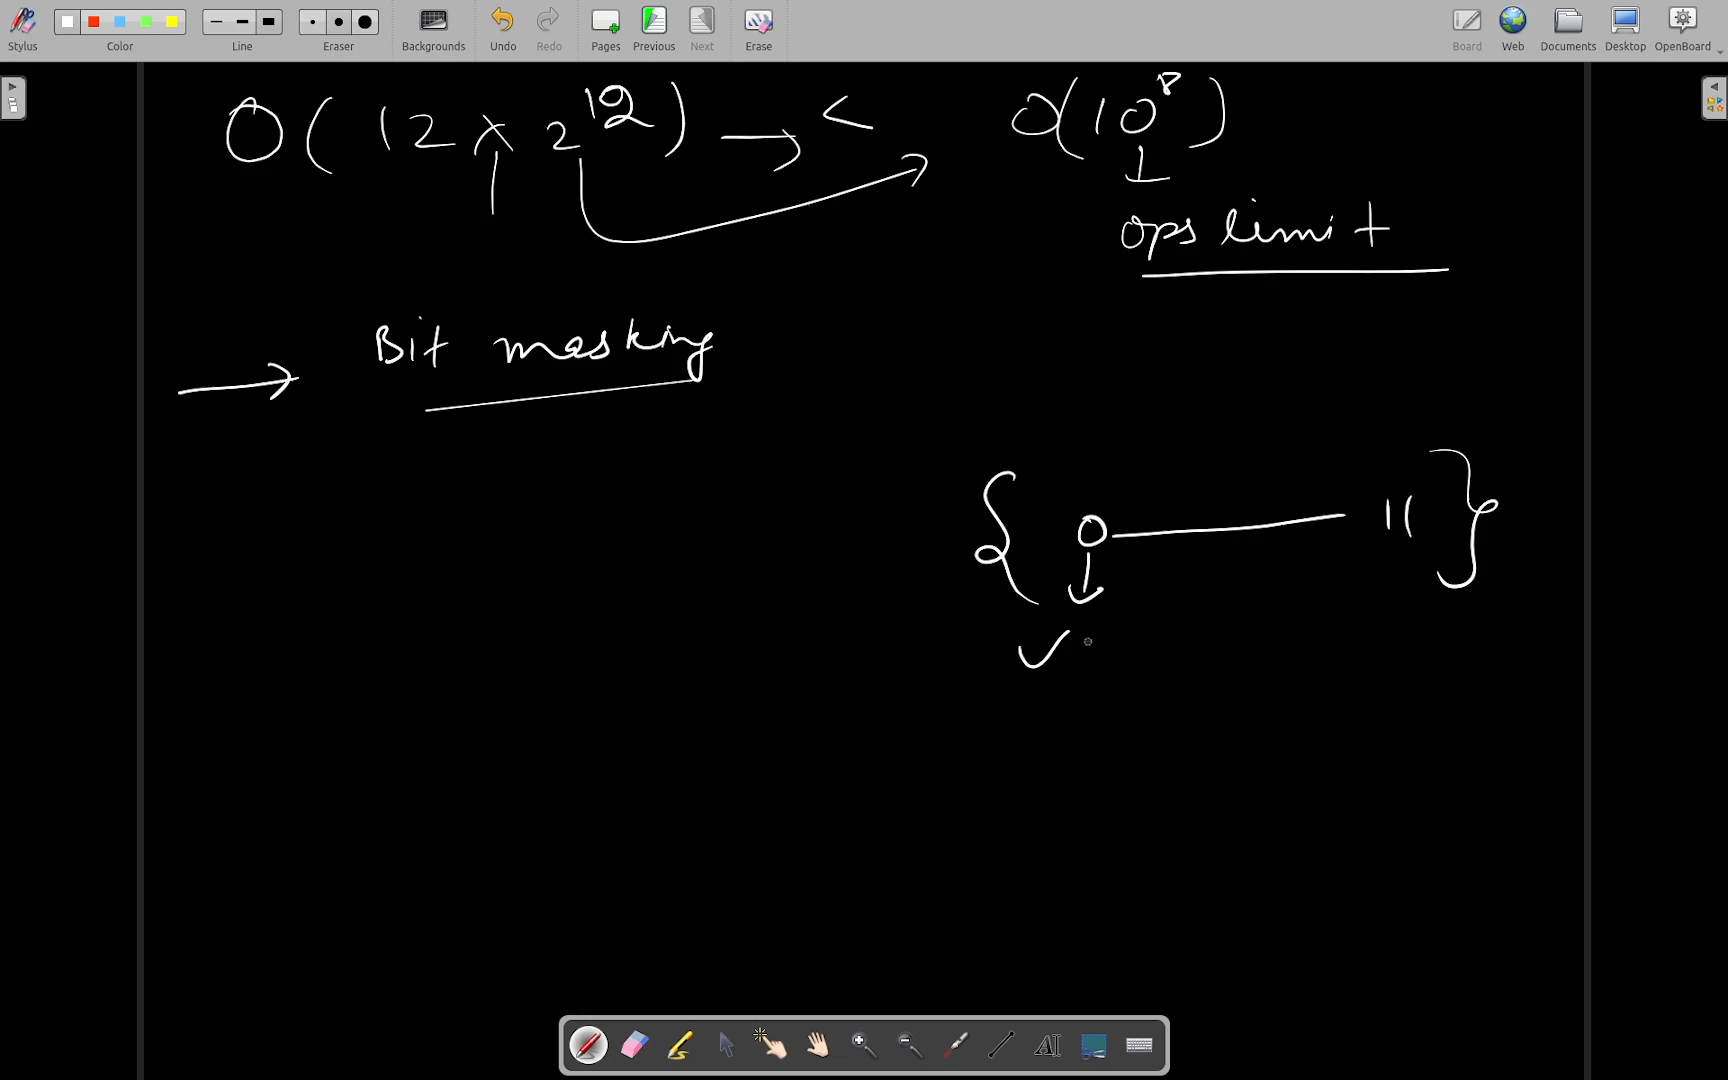 Stylus Color Line Eraser Backgrounds Undo Redo Pages Previous Next Erase Board Web Documents Desktop OpenBoard
O( 12 x 2^12 ) → < O(10^8)
ops limit
→ Bit masking
{ 0 — 11 }
✓
AI